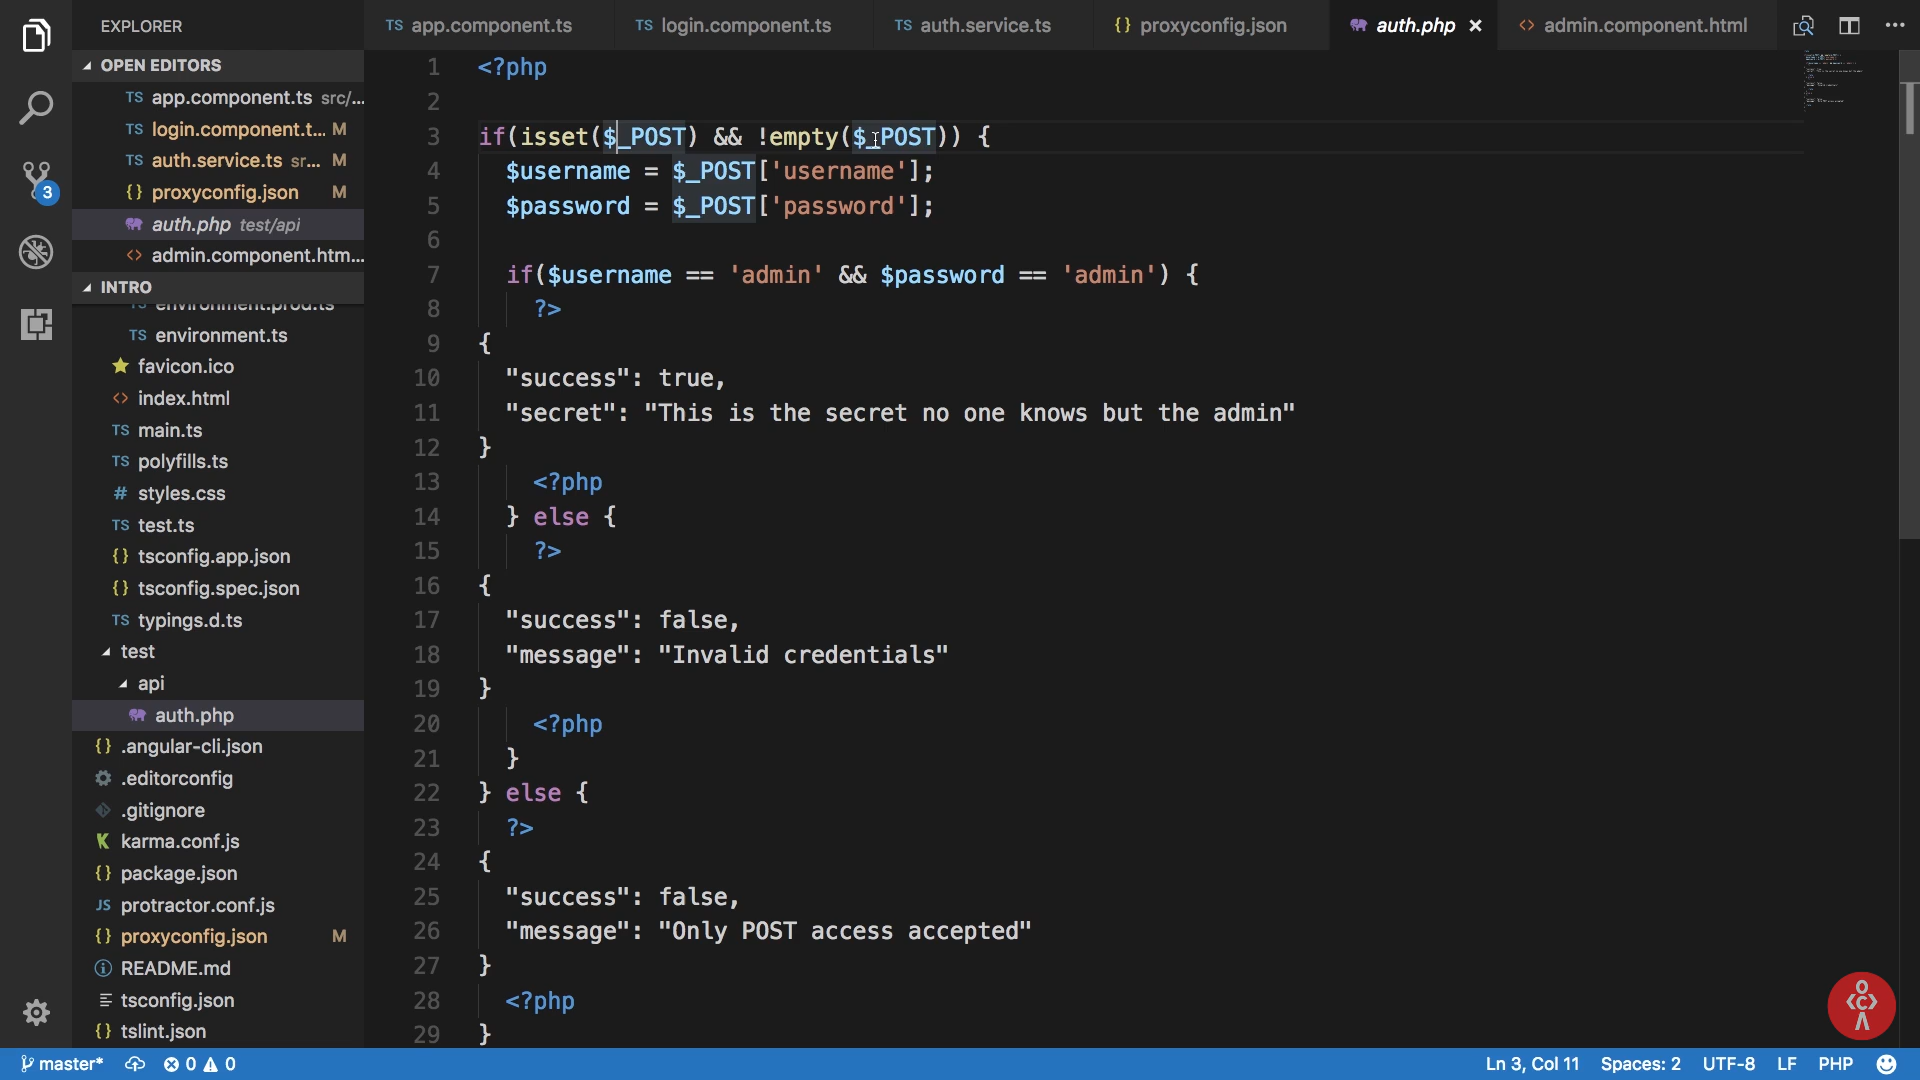 EXPLORER
OPEN EDITORS
TS app.component.ts src/...
TS login.component.t... M
TS auth.service.ts sr... M
{} proxyconfig.json M
auth.php test/api
<> admin.component.htm...
INTRO
TS environment.prod.ts
TS environment.ts
favicon.ico
<> index.html
TS main.ts
TS polyfills.ts
# styles.css
TS test.ts
{} tsconfig.app.json
{} tsconfig.spec.json
TS typings.d.ts
test
api
auth.php
{} .angular-cli.json
.editorconfig
.gitignore
karma.conf.js
{} package.json
JS protractor.conf.js
{} proxyconfig.json M
README.md
tsconfig.json
{} tslint.json
3
TS app.component.ts
TS login.component.ts
TS auth.service.ts
{} proxyconfig.json
auth.php ×
<> admin.component.html
1 <?php
2
3 if(isset($_POST) && !empty($_POST)) {
4 $username = $_POST['username'];
5 $password = $_POST['password'];
6
7 if($username == 'admin' && $password == 'admin') {
8 ?>
9 {
10 "success": true,
11 "secret": "This is the secret no one knows but the admin"
12 }
13 <?php
14 } else {
15 ?>
16 {
17 "success": false,
18 "message": "Invalid credentials"
19 }
20 <?php
21 }
22 } else {
23 ?>
24 {
25 "success": false,
26 "message": "Only POST access accepted"
27 }
28 <?php
29 }
master* 0 0
Ln 3, Col 11 Spaces: 2 UTF-8 LF PHP